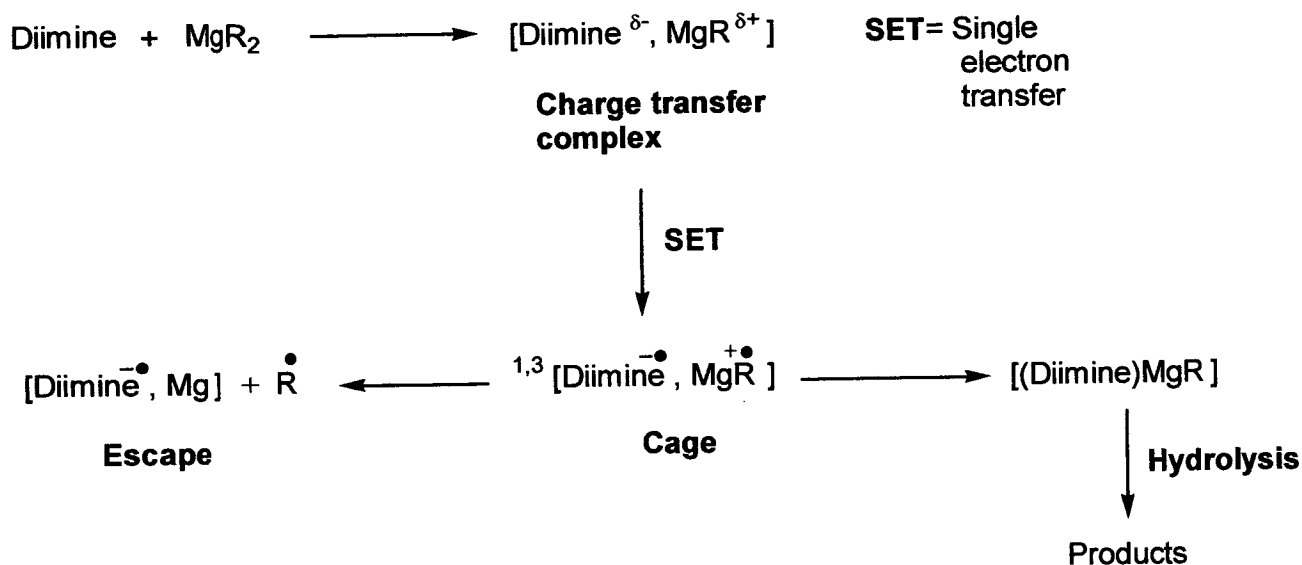 Diimine + MgR₂ [Diimine δ-, MgR δ+] SET= Single
electron
transfer
Charge transfer
complex
SET
[Diimine –•, Mg] + R• 1,3 [Diimine –•, MgR +•] [(Diimine)MgR]
Escape
Cage
Hydrolysis
Products